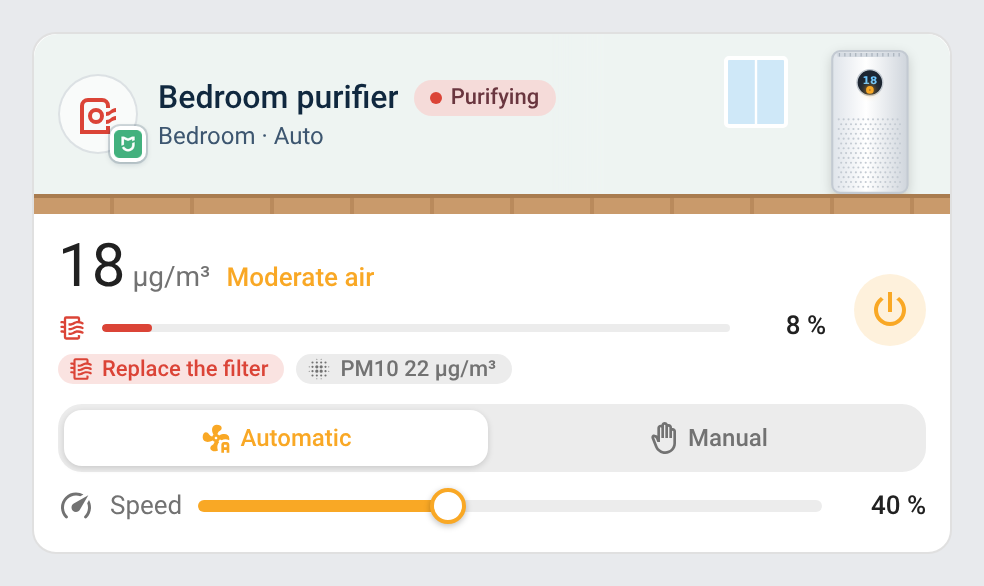 Bedroom purifier
Purifying
Bedroom · Auto
18
18 µg/m³ Moderate air
8 %
Replace the filter
PM10 22 µg/m³
Automatic
Manual
Speed
40 %